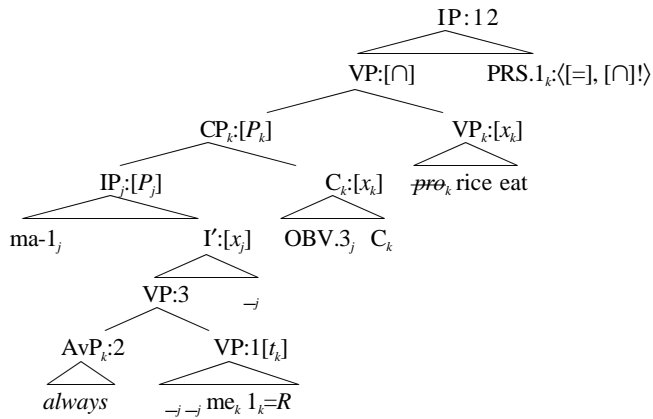 IP:12
VP:[∩] PRS.1ₖ:⟨[=], [∩]!⟩
CPₖ:[Pₖ] VPₖ:[xₖ]
IPⱼ:[Pⱼ] Cₖ:[xₖ] proₖ rice eat
ma-1ⱼ I′:[xⱼ] OBV.3ⱼ Cₖ
VP:3 –ⱼ
AvPₖ:2 VP:1[tₖ]
always –ⱼ –ⱼ meₖ 1ₖ=R